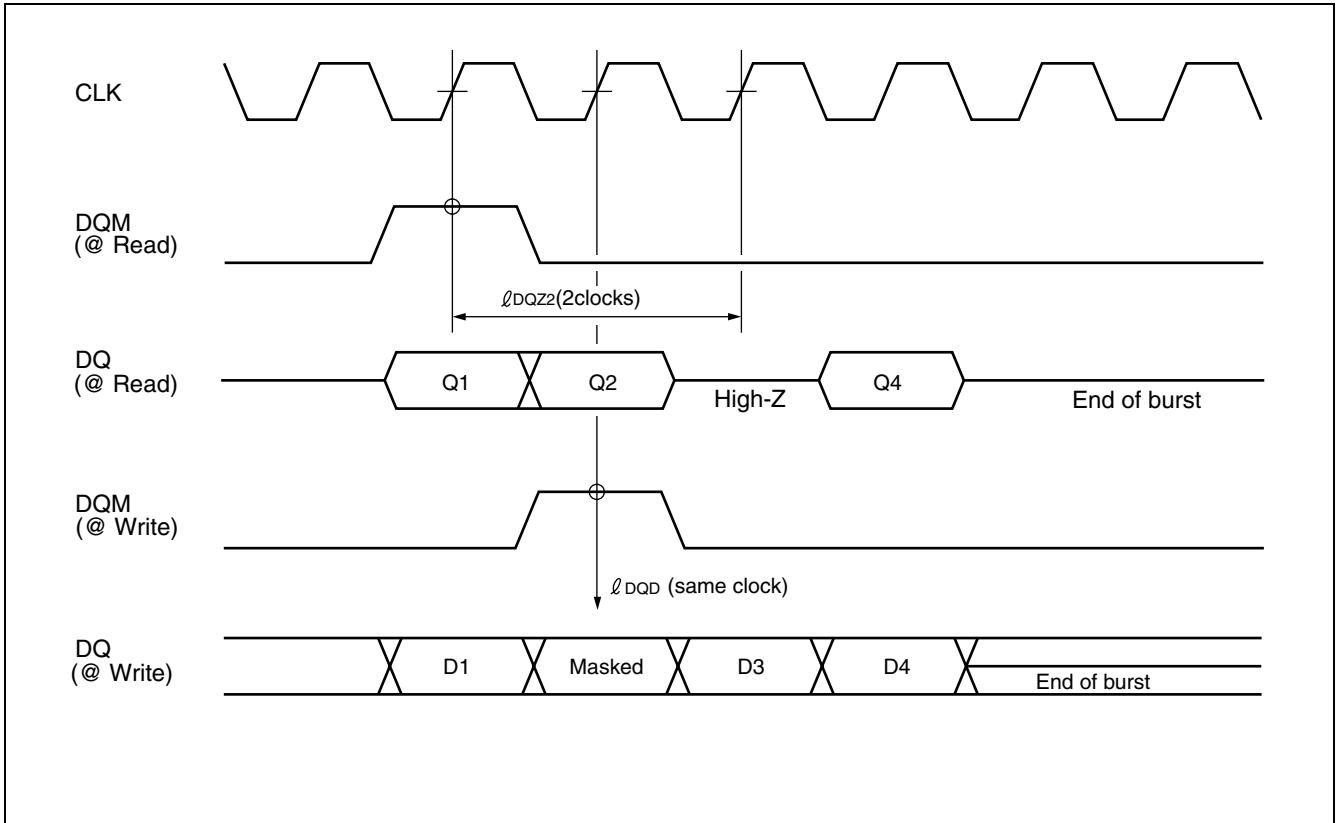 CLK
DQM
(@ Read)
ℓDQZ2(2clocks)
DQ
(@ Read)
Q1
Q2
High-Z
Q4
End of burst
DQM
(@ Write)
ℓDQD (same clock)
DQ
(@ Write)
D1
Masked
D3
D4
End of burst